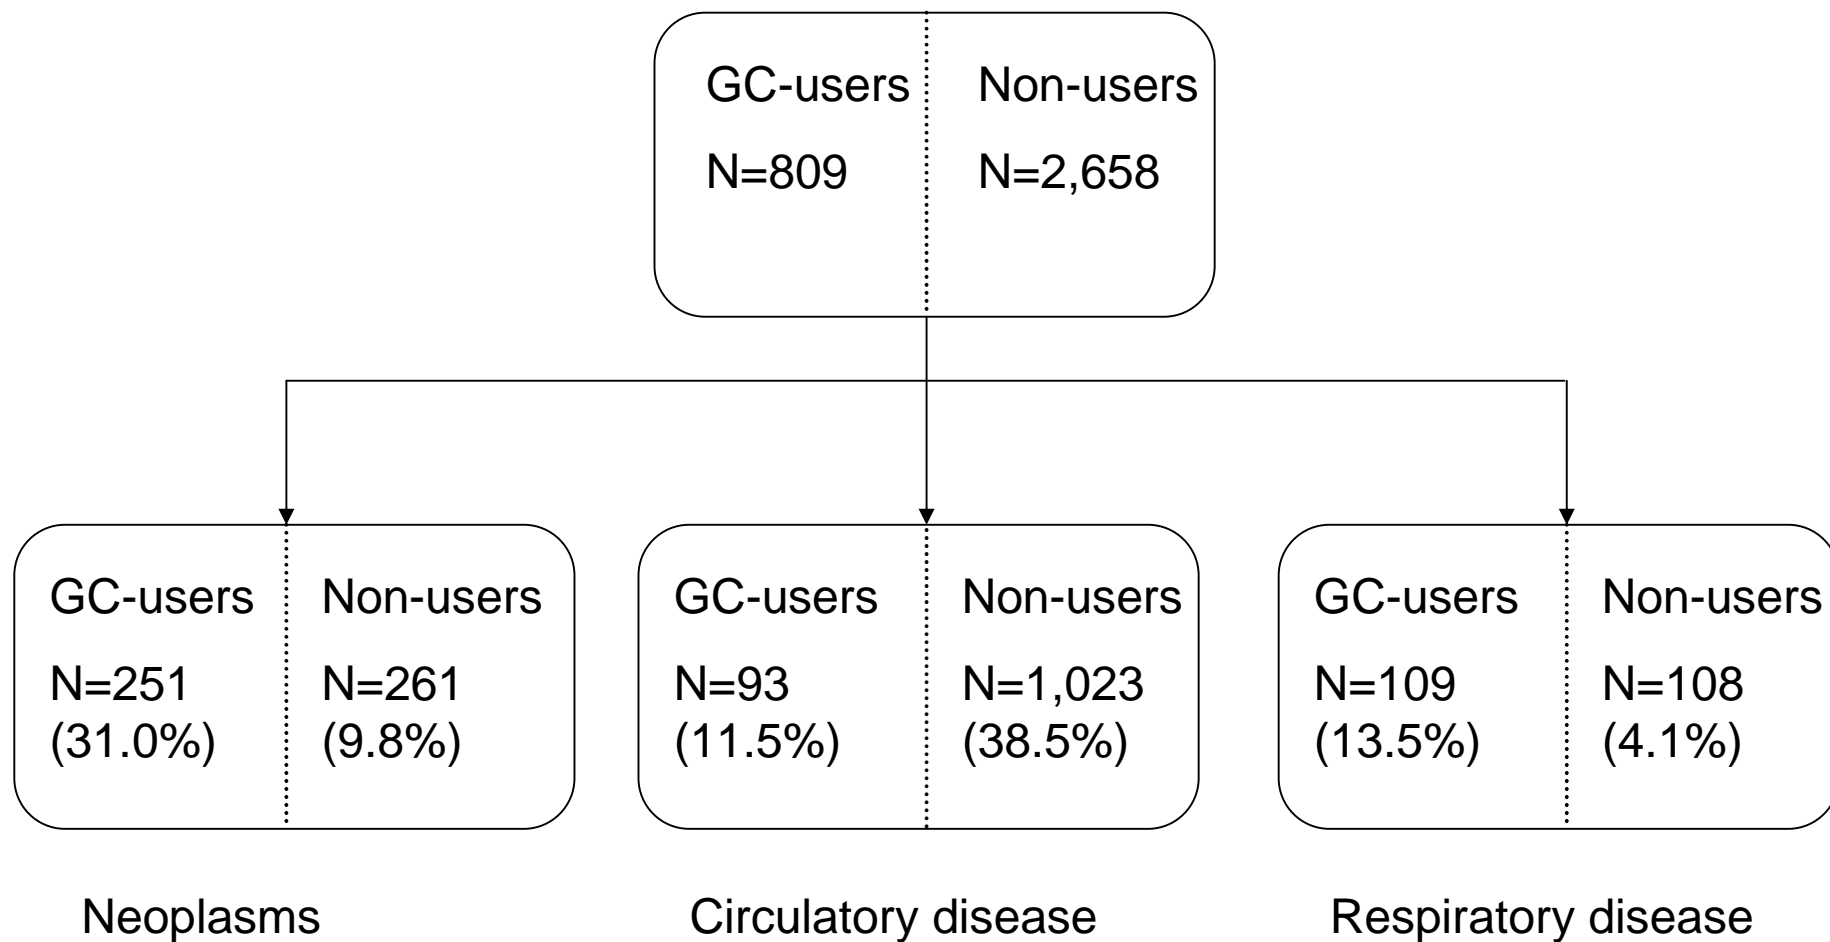 GC-users Non-users
N=809 N=2,658
GC-users Non-users GC-users Non-users GC-users Non-users
N=251 N=261 N=93 N=1,023 N=109 N=108
(31.0%) (9.8%) (11.5%) (38.5%) (13.5%) (4.1%)
Neoplasms Circulatory disease Respiratory disease